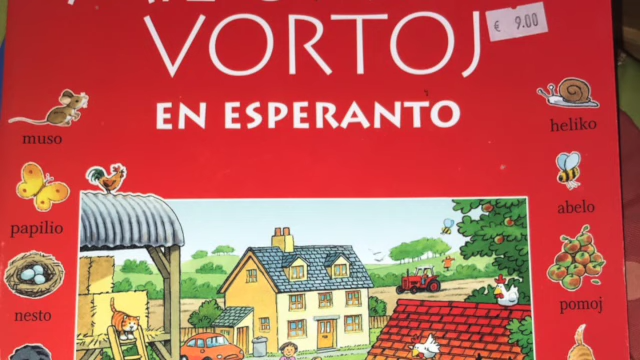 VORTOJ
€ 9.00
EN ESPERANTO
muso
heliko
papilio
abelo
nesto
pomoj